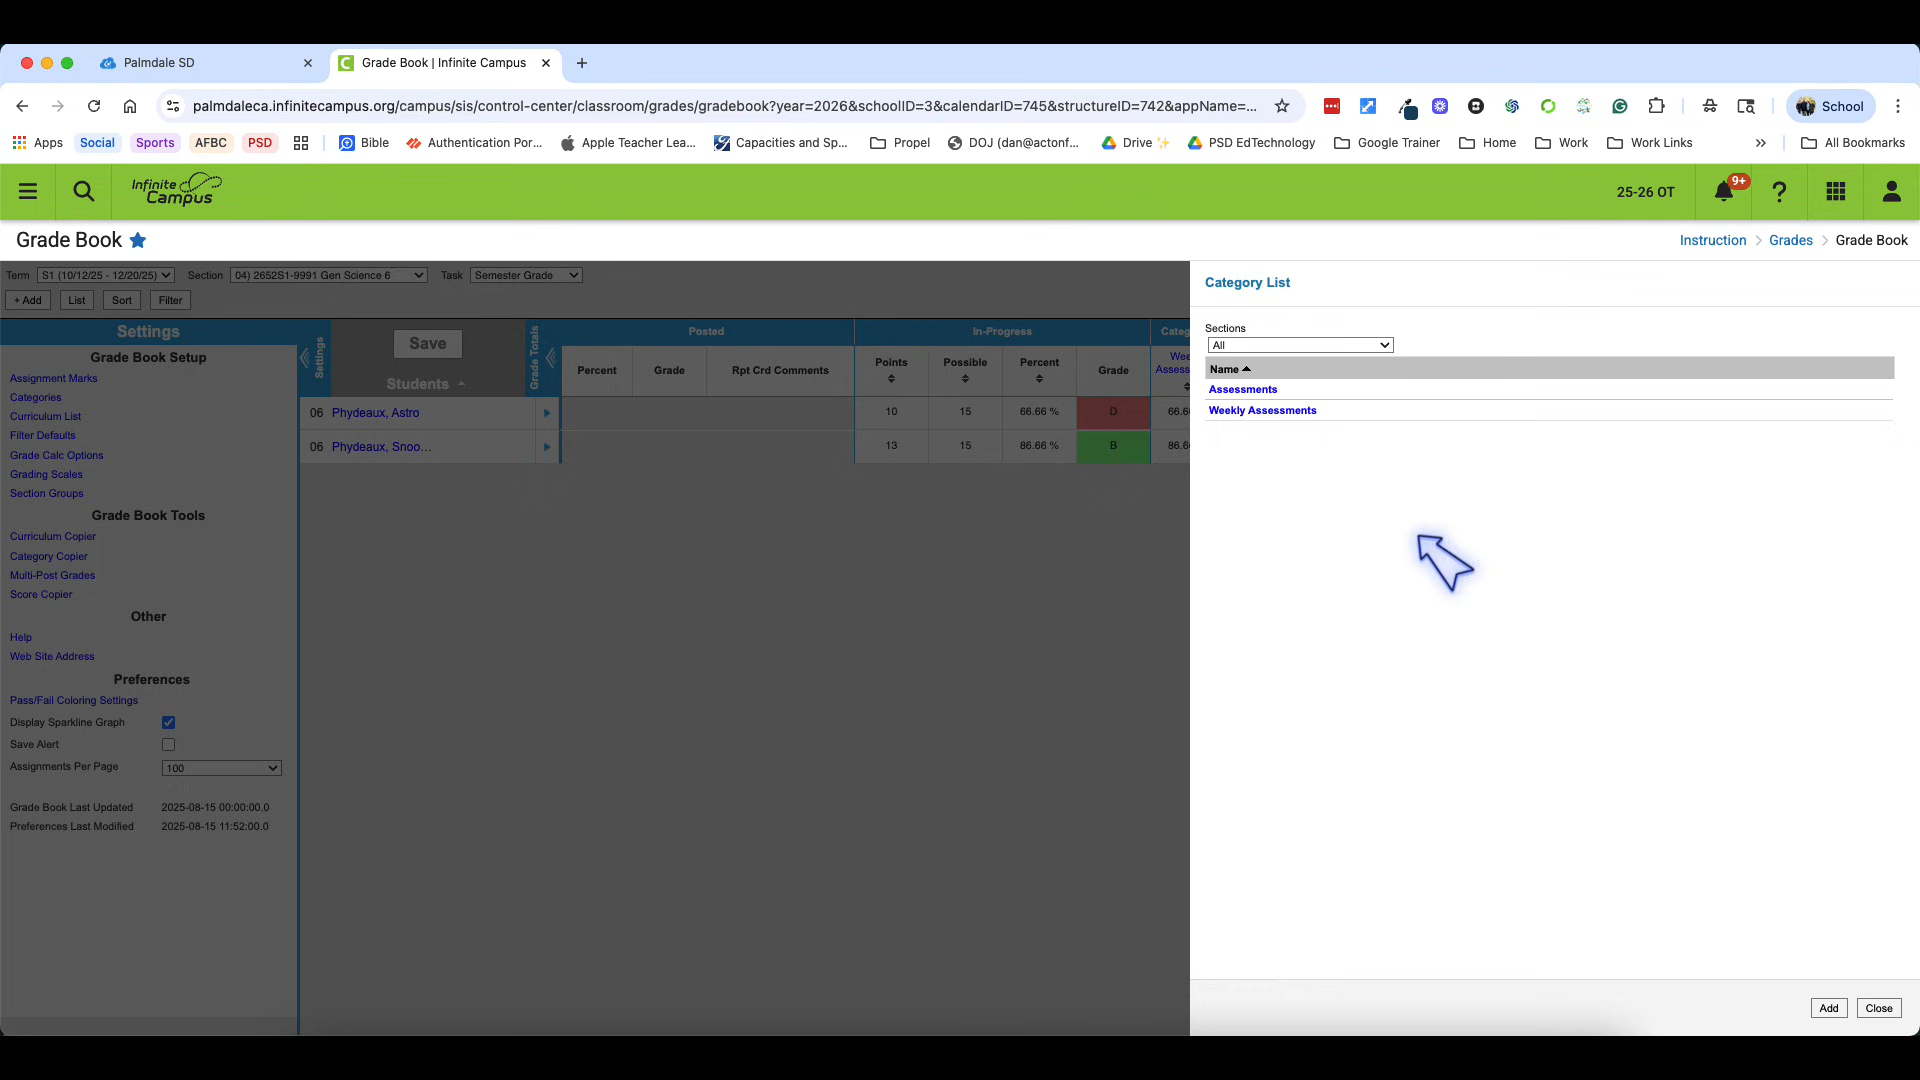 Palmdale SD
Grade Book | Infinite Campus
palmdaleca.infinitecampus.org/campus/sis/control-center/classroom/grades/gradebook?year=2026&schoolID=3&calendarID=745&structureID=742&appName=...
School
Apps Social Sports AFBC PSD Bible Authentication Por... Apple Teacher Lea... Capacities and Sp... Propel DOJ (dan@actonf... Drive PSD EdTechnology Google Trainer Home Work Work Links » All Bookmarks
Infinite Campus
25-26 OT
9+
Grade Book
Instruction > Grades > Grade Book
Term S1 (10/12/25 - 12/20/25) Section 04) 2652S1-9991 Gen Science 6 Task Semester Grade
+ Add List Sort Filter
Settings
Grade Book Setup
Assignment Marks
Categories
Curriculum List
Filter Defaults
Grade Calc Options
Grading Scales
Section Groups
Grade Book Tools
Curriculum Copier
Category Copier
Multi-Post Grades
Score Copier
Other
Help
Web Site Address
Preferences
Pass/Fail Coloring Settings
Display Sparkline Graph
Save Alert
Assignments Per Page 100
Grade Book Last Updated 2025-08-15 00:00:00.0
Preferences Last Modified 2025-08-15 11:52:00.0
Settings
Save
Students
Grade Totals
Posted
In-Progress
Categ
Percent Grade Rpt Crd Comments Points Possible Percent Grade
Wee
Assess
06 Phydeaux, Astro 10 15 66.66 % D 66.6
06 Phydeaux, Snoo... 13 15 86.66 % B 86.6
Category List
Sections
All
Name
Assessments
Weekly Assessments
Add Close